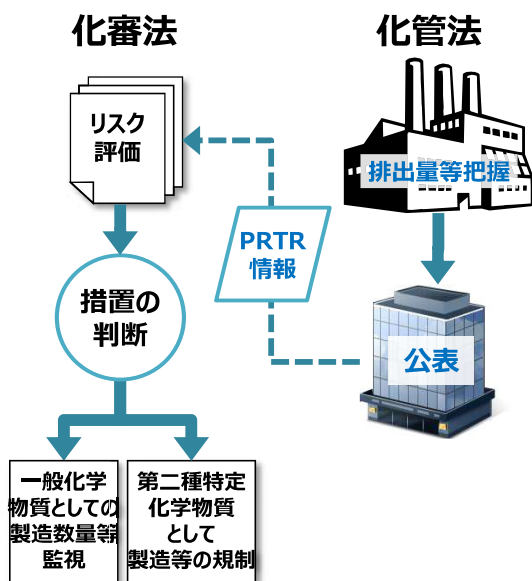 化審法
化管法
リスク
評価
排出量等把握
PRTR
情報
措置の
判断
公表
一般化学
物質としての
製造数量等
監視
第二種特定
化学物質
として
製造等の規制